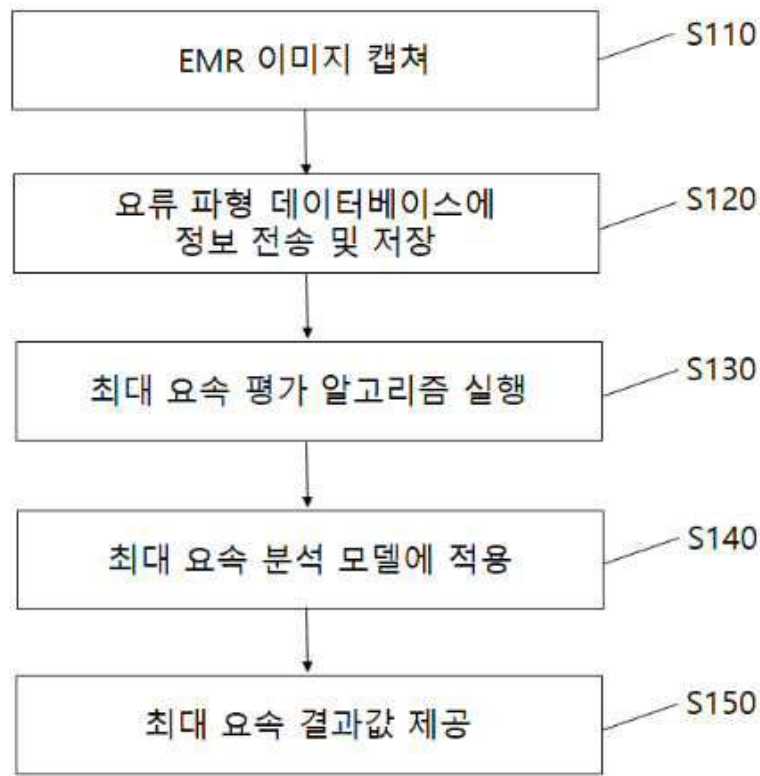 EMR 이미지 캡쳐
S110
요류 파형 데이터베이스에
정보 전송 및 저장
S120
최대 요속 평가 알고리즘 실행
S130
최대 요속 분석 모델에 적용
S140
최대 요속 결과값 제공
S150